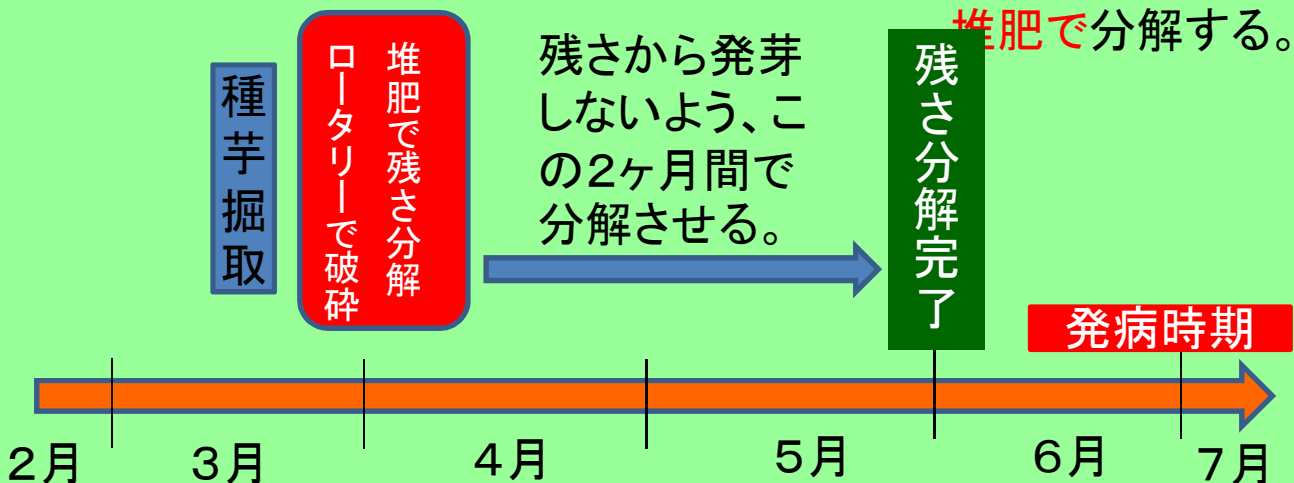 堆肥で分解する。
種芋掘取
堆肥で残さ分解
ロータリーで破砕
残さから発芽
しないよう、こ
の2ヶ月間で
分解させる。
残さ分解完了
発病時期
2月
3月
4月
5月
6月
7月